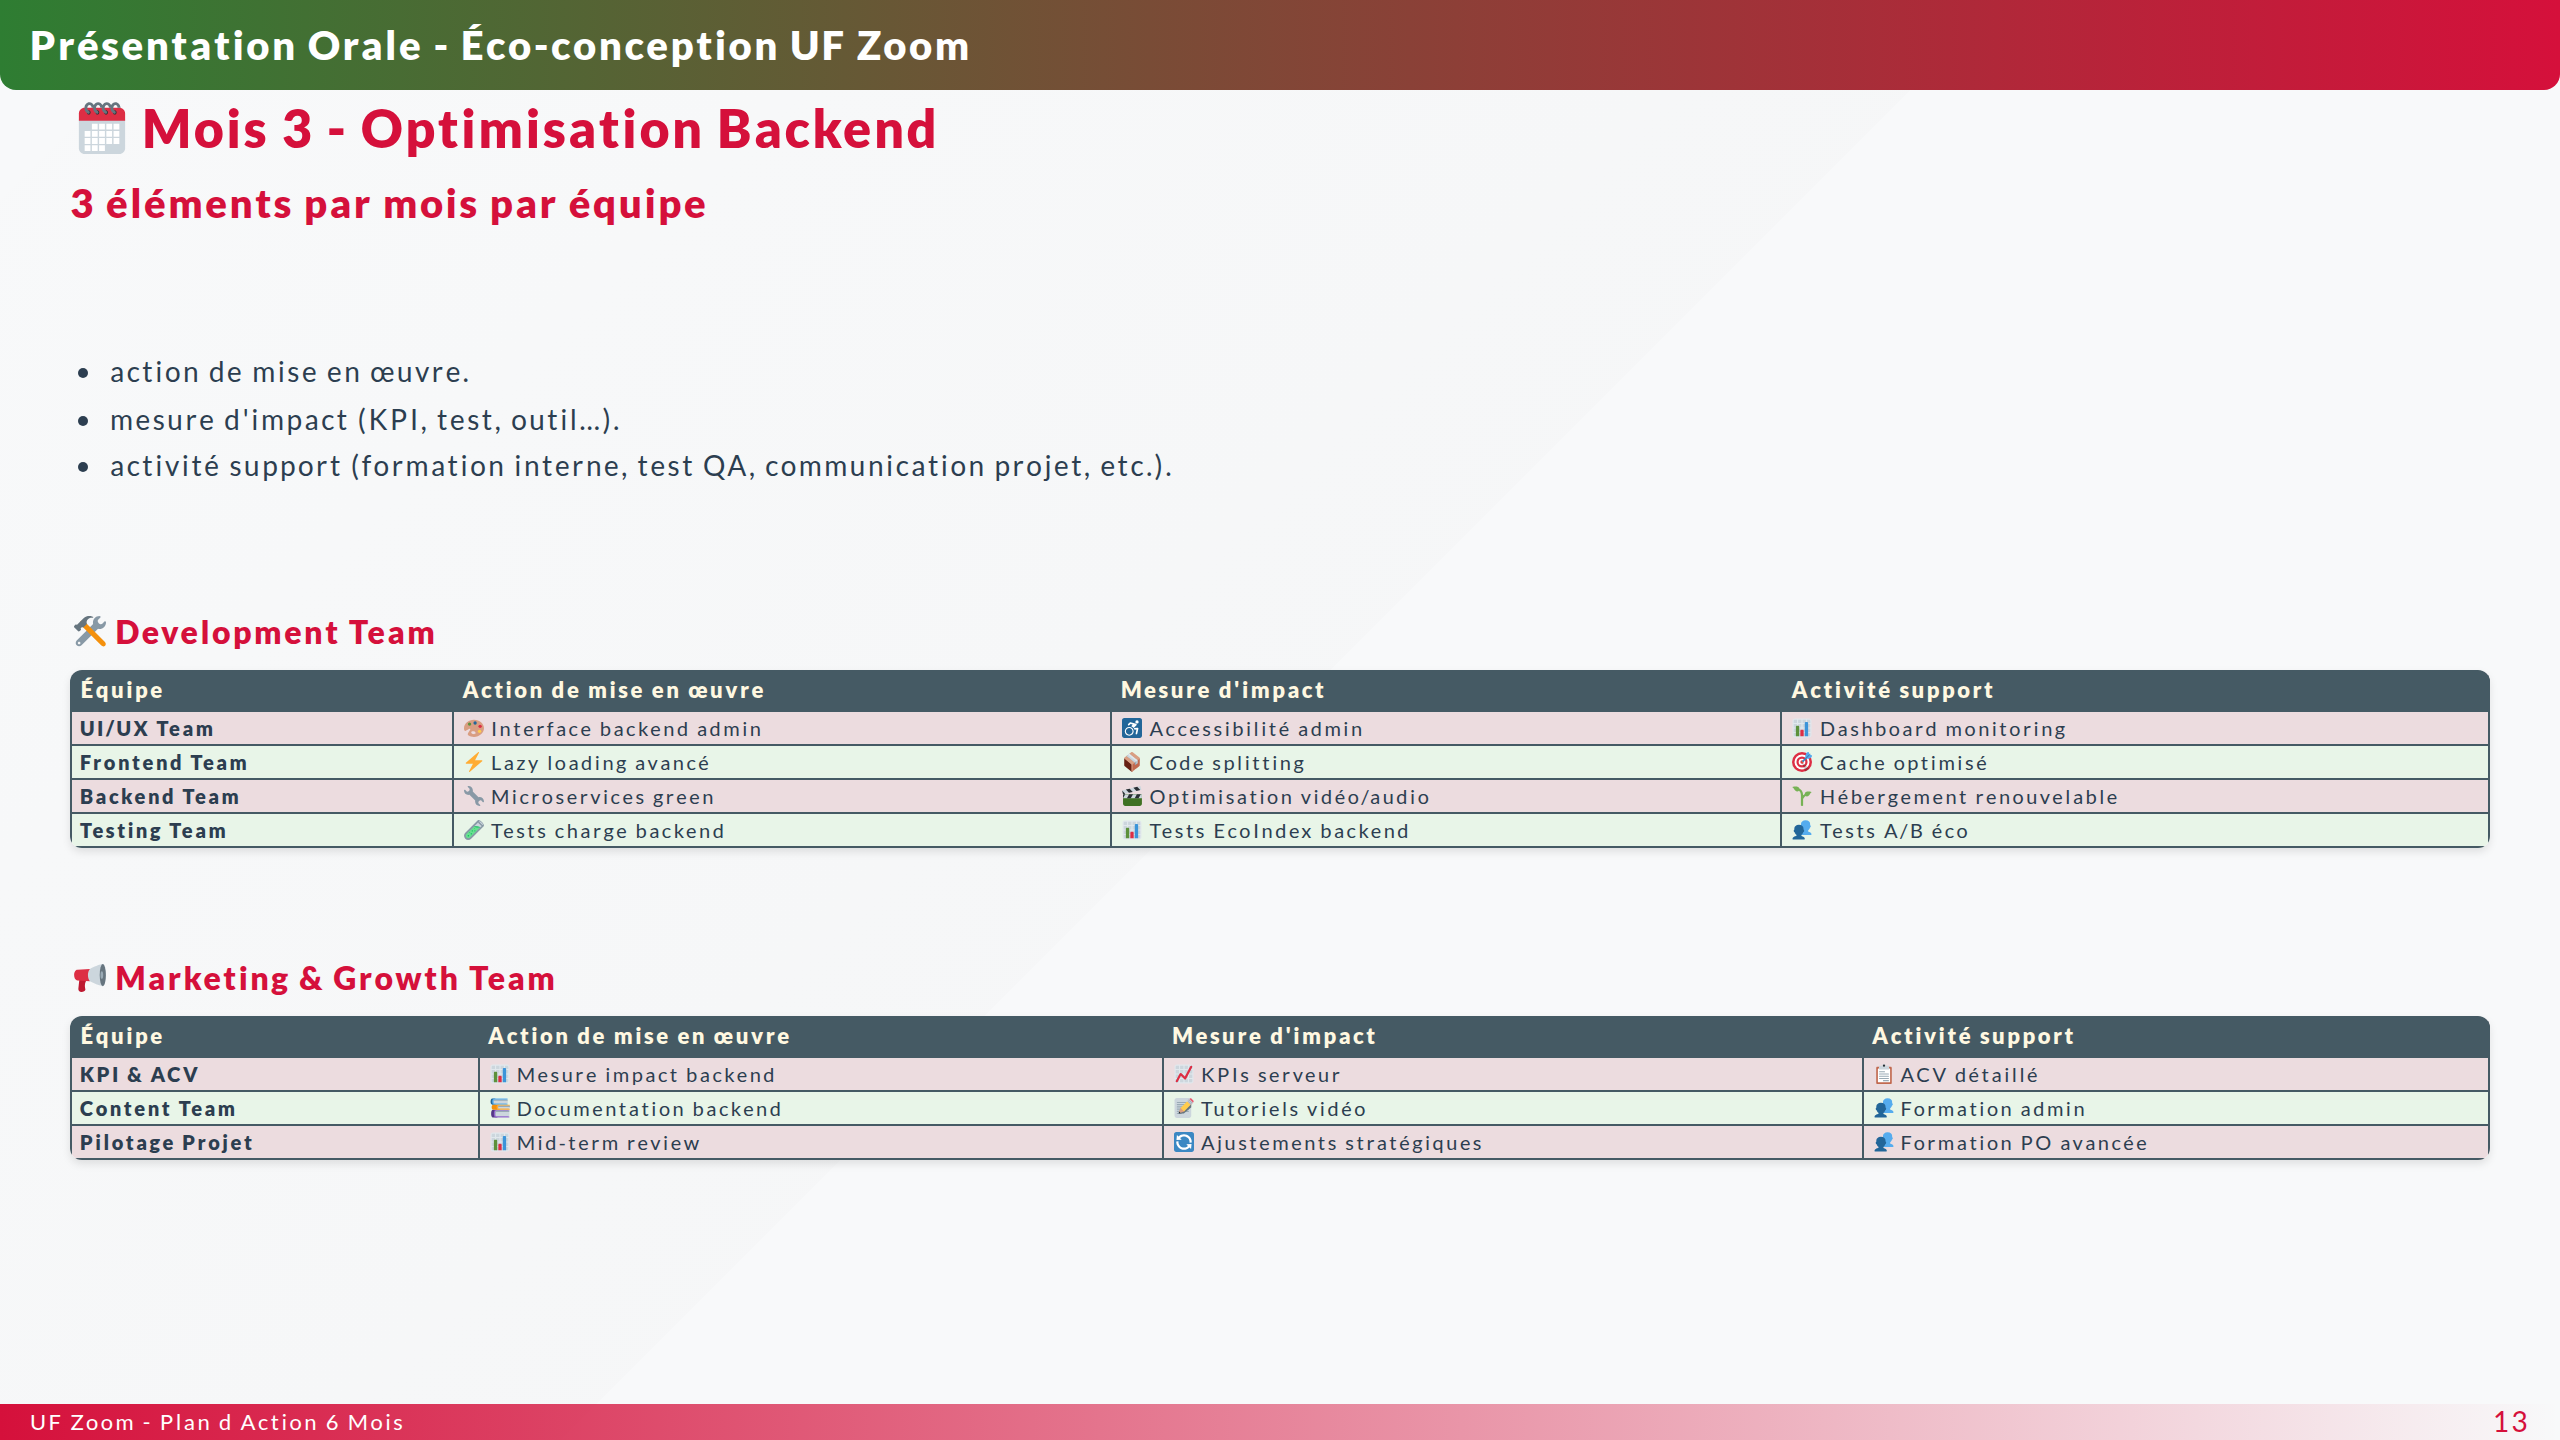 Présentation Orale - Éco-conception UF Zoom
Mois 3 - Optimisation Backend
3 éléments par mois par équipe
action de mise en œuvre.
mesure d'impact (KPI, test, outil…).
activité support (formation interne, test QA, communication projet, etc.).
Development Team
Équipe Action de mise en œuvre Mesure d'impact Activité support
UI/UX Team Interface backend admin Accessibilité admin Dashboard monitoring
Frontend Team Lazy loading avancé Code splitting Cache optimisé
Backend Team Microservices green Optimisation vidéo/audio Hébergement renouvelable
Testing Team Tests charge backend Tests EcoIndex backend Tests A/B éco
Marketing & Growth Team
Équipe Action de mise en œuvre Mesure d'impact Activité support
KPI & ACV Mesure impact backend KPIs serveur ACV détaillé
Content Team Documentation backend Tutoriels vidéo Formation admin
Pilotage Projet Mid-term review Ajustements stratégiques Formation PO avancée
UF Zoom - Plan d Action 6 Mois
13